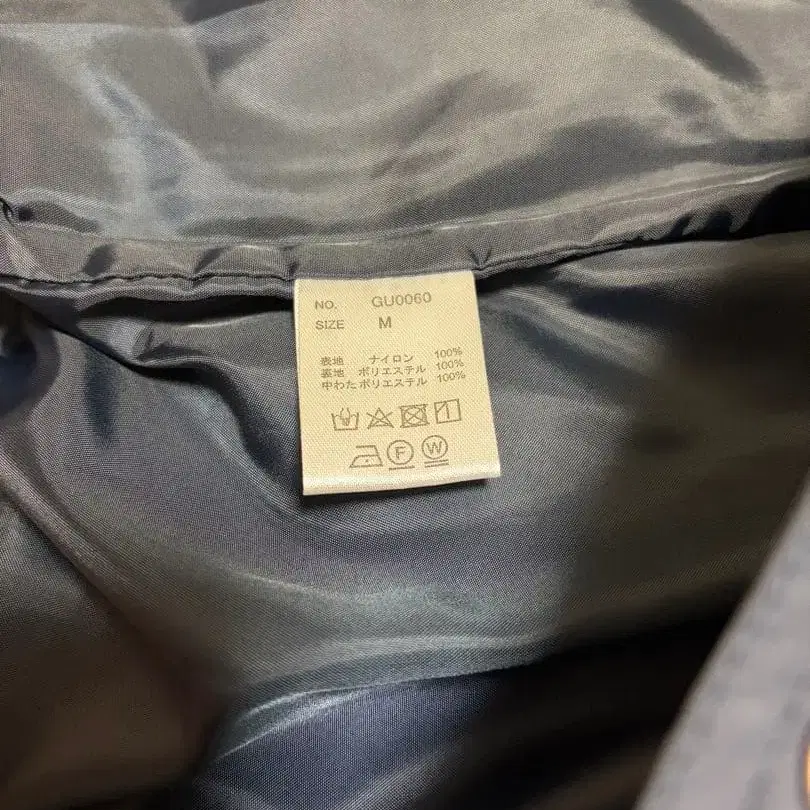 NO. GU0060
SIZE M
表地 ナイロン 100%
裏地 ポリエステル 100%
中わた ポリエステル 100%
F W